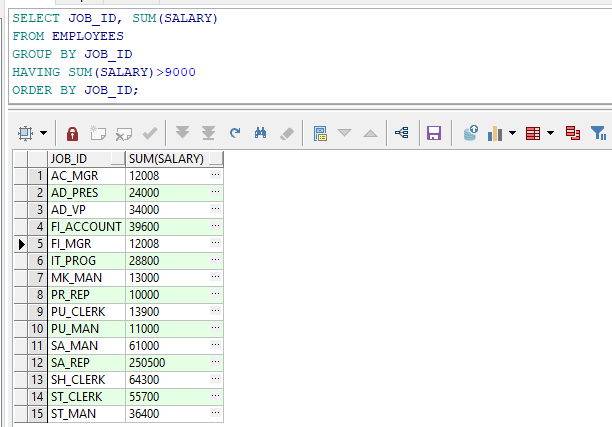 SELECT JOB_ID, SUM(SALARY)
FROM EMPLOYEES
GROUP BY JOB_ID
HAVING SUM(SALARY)>9000
ORDER BY JOB_ID;
JOB_ID SUM(SALARY)
1 AC_MGR 12008 ...
2 AD_PRES 24000 ...
3 AD_VP 34000 ...
4 FI_ACCOUNT 39600 ...
5 FI_MGR 12008 ...
6 IT_PROG 28800 ...
7 MK_MAN 13000 ...
8 PR_REP 10000 ...
9 PU_CLERK 13900 ...
10 PU_MAN 11000 ...
11 SA_MAN 61000 ...
12 SA_REP 250500 ...
13 SH_CLERK 64300 ...
14 ST_CLERK 55700 ...
15 ST_MAN 36400 ...